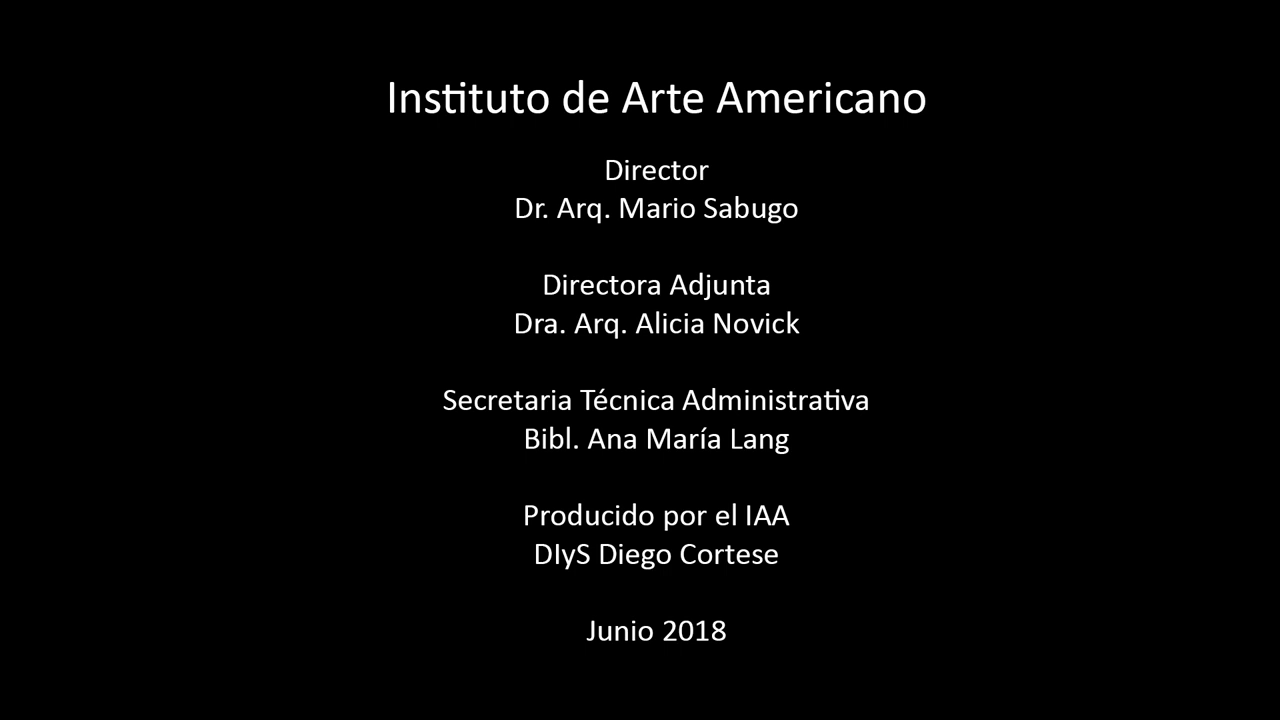 Instituto de Arte Americano
Director
Dr. Arq. Mario Sabugo
Directora Adjunta
Dra. Arq. Alicia Novick
Secretaria Técnica Administrativa
Bibl. Ana María Lang
Producido por el IAA
DIyS Diego Cortese
Junio 2018